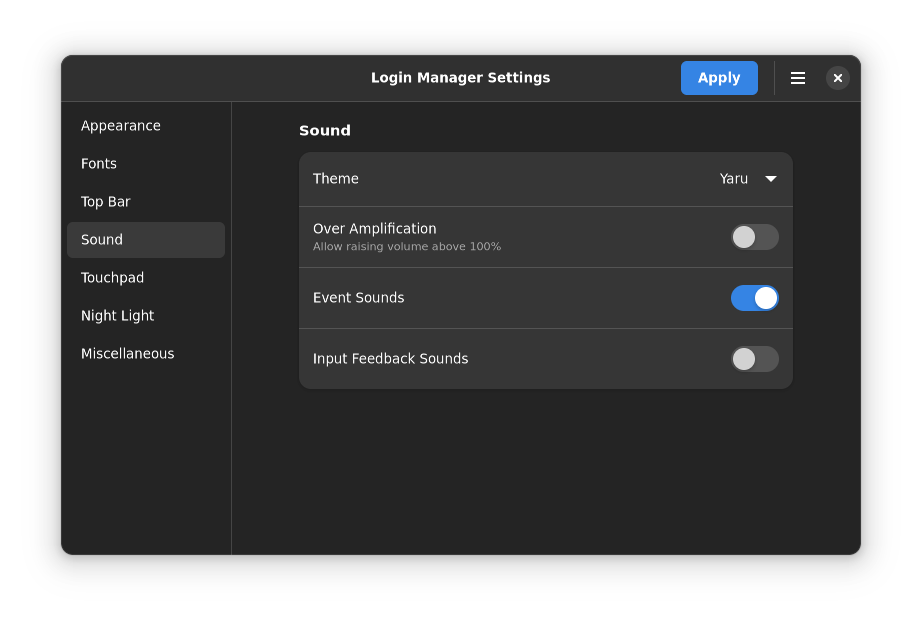 Login Manager Settings
Apply
Appearance
Fonts
Top Bar
Sound
Touchpad
Night Light
Miscellaneous
Sound
Theme
Yaru
Over Amplification
Allow raising volume above 100%
Event Sounds
Input Feedback Sounds